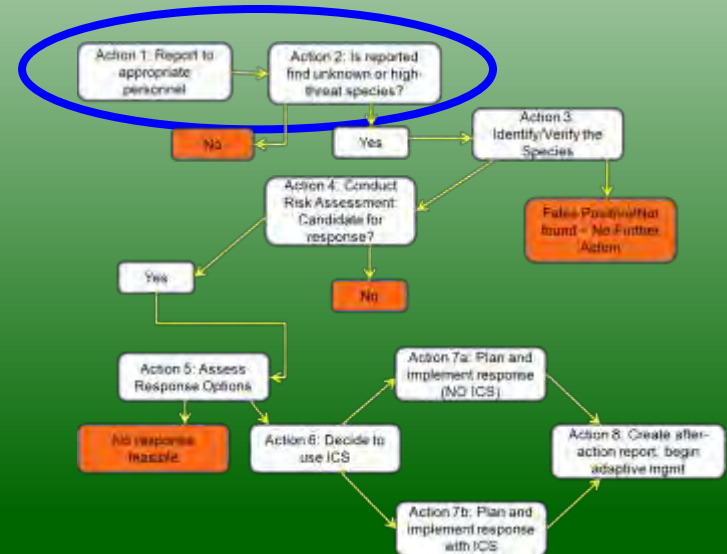 Action 1: Report to
appropriate
personnel
Action 2: Is reported
find unknown or high-
threat species?
No
Yes
Action 3:
Identify/Verify the
Species
Action 4: Conduct
Risk Assessment:
Candidate for
response?
False Positive/Not
found – No Further
Action
Yes
No
Action 5: Assess
Response Options
No response
feasible
Action 6: Decide to
use ICS
Action 7a: Plan and
implement response
(NO ICS)
Action 7b: Plan and
implement response
with ICS
Action 8: Create after-
action report, begin
adaptive mgmt